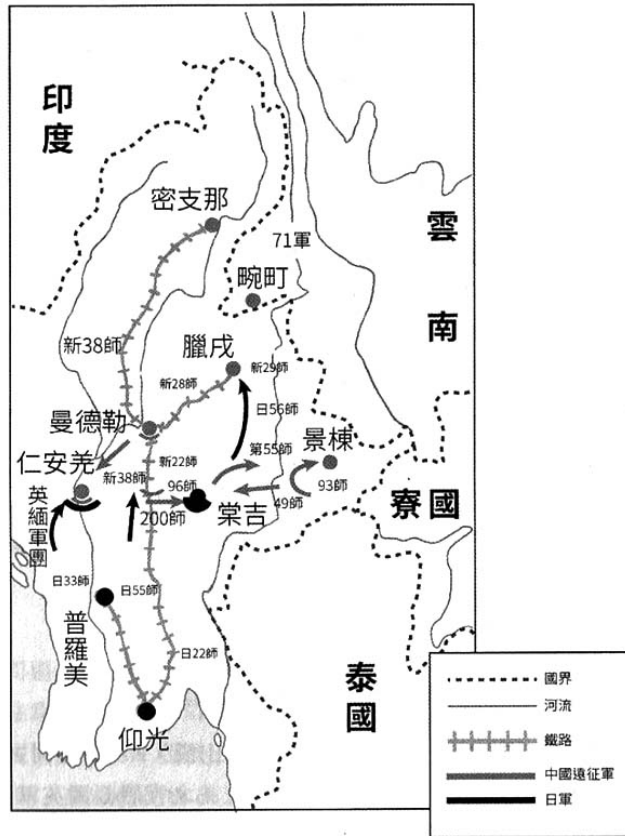 印度
密支那
71軍
畹町
雲南
新38師
臘戌
新29師
新28師
日56師
曼德勒
第55師
景棟
仁安羌
新22師
新38師
96師
49師
93師
寮國
英緬軍團
200師
棠吉
日33師
日55師
普羅美
日22師
泰國
仰光
國界
河流
鐵路
中國遠征軍
日軍